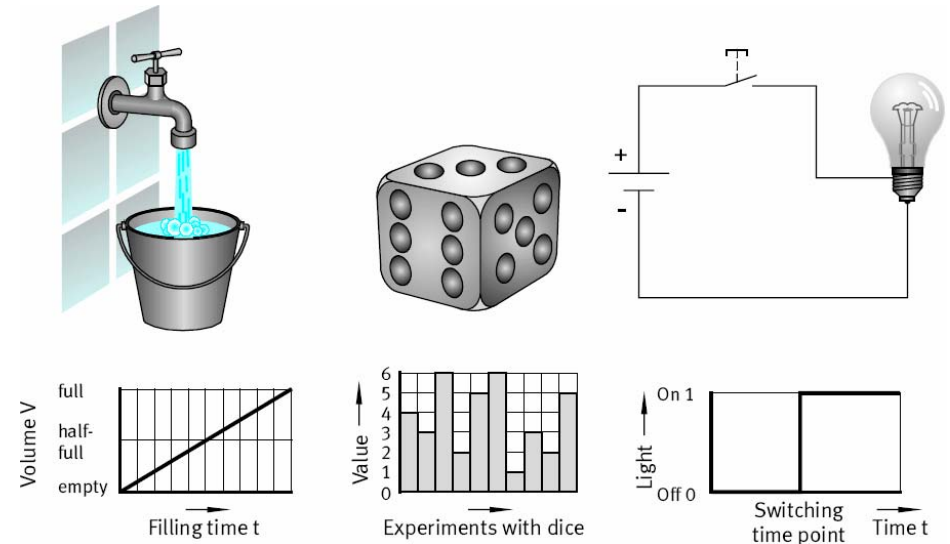 +
-
full
half-
full
empty
Volume V
Filling time t
6
5
4
3
2
1
0
Value
Experiments with dice
On 1
Off 0
Light
Switching
time point
Time t